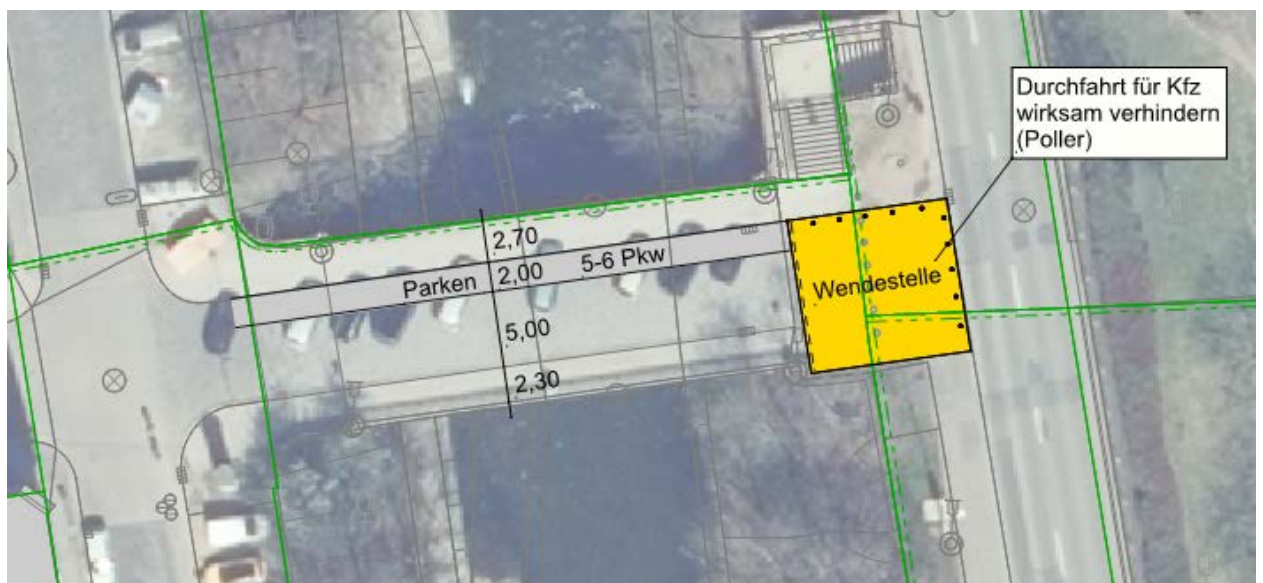 Durchfahrt für Kfz
wirksam verhindern
(Poller)
2,70
Parken 2,00 5-6 Pkw
Wendestelle
5,00
2,30